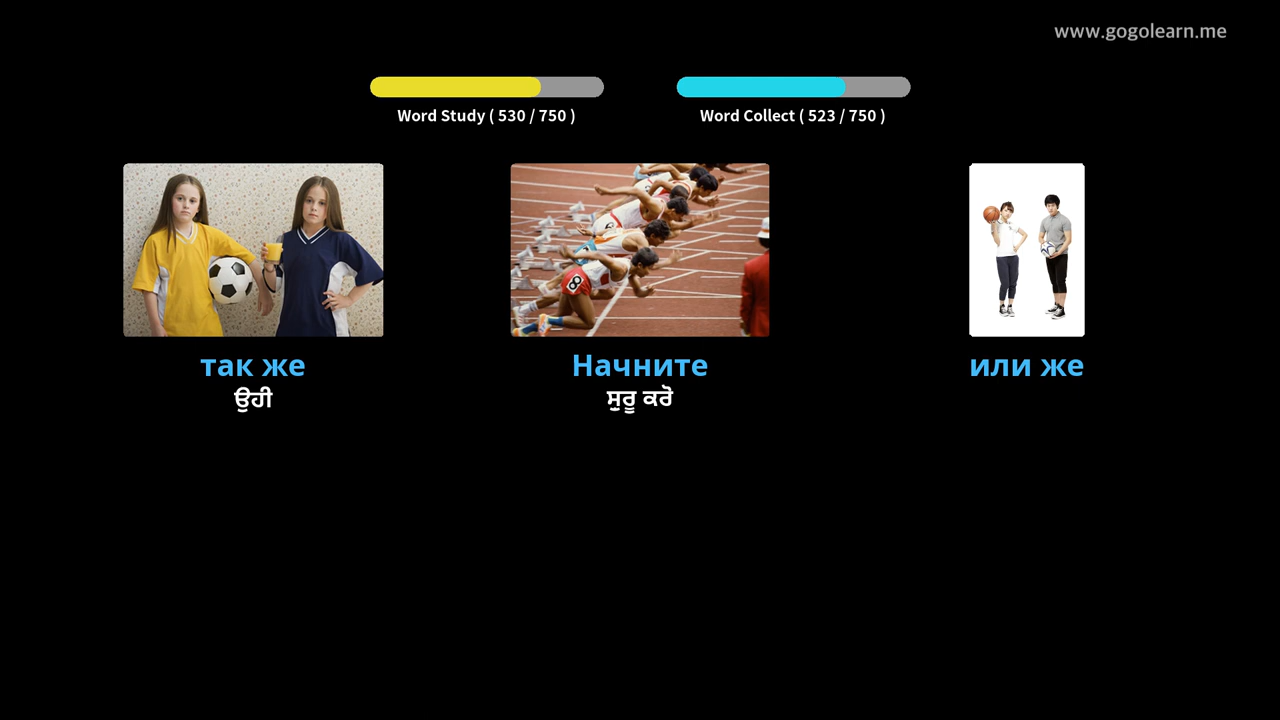 www.gogolearn.me
Word Study ( 530 / 750 )
Word Collect ( 523 / 750 )
так же
Начните
или же
ਉਹੀ
ਸ਼ੁਰੂ ਕਰੋ